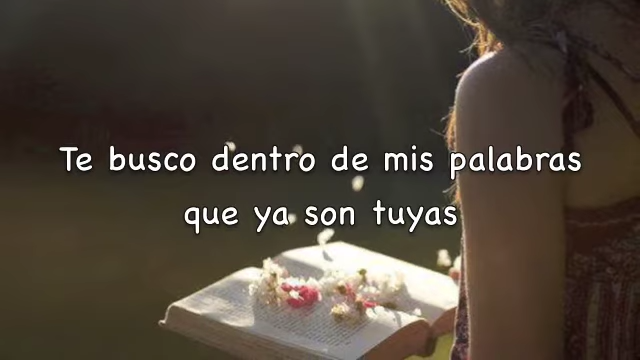 Te busco dentro de mis palabras
que ya son tuyas